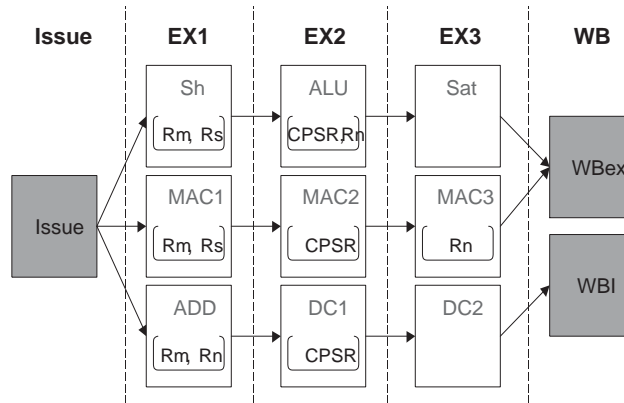 Issue EX1 EX2 EX3 WB
Sh ALU Sat
Rm, Rs CPSR,Rn
WBex
MAC1 MAC2 MAC3
Issue
Rm, Rs CPSR Rn
WBI
ADD DC1 DC2
Rm, Rn CPSR